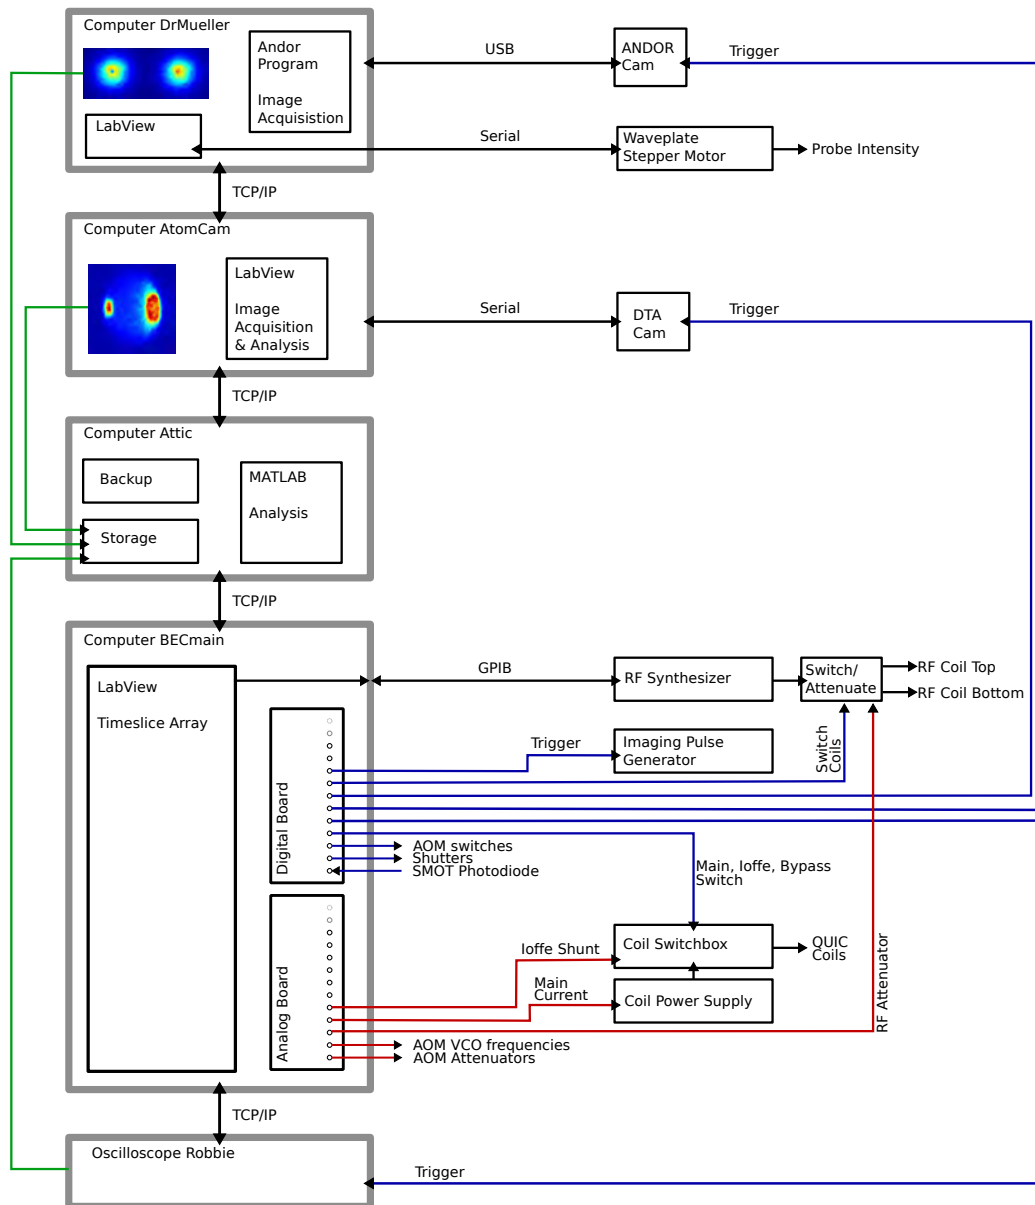 Computer DrMueller
Andor
Program
Image
Acquisistion
LabView
USB
ANDOR
Cam
Trigger
Serial
Waveplate
Stepper Motor
Probe Intensity
TCP/IP
Computer AtomCam
LabView
Image
Acquisition
& Analysis
Serial
DTA
Cam
Trigger
TCP/IP
Computer Attic
Backup
MATLAB
Analysis
Storage
TCP/IP
Computer BECmain
LabView
Timeslice Array
GPIB
RF Synthesizer
Switch/
Attenuate
RF Coil Top
RF Coil Bottom
Digital Board
Trigger
Imaging Pulse
Generator
Switch
Coils
AOM switches
Shutters
SMOT Photodiode
Main, Ioffe, Bypass
Switch
Analog Board
Ioffe Shunt
Coil Switchbox
QUIC
Coils
Main
Current
Coil Power Supply
RF Attenuator
AOM VCO frequencies
AOM Attenuators
TCP/IP
Oscilloscope Robbie
Trigger